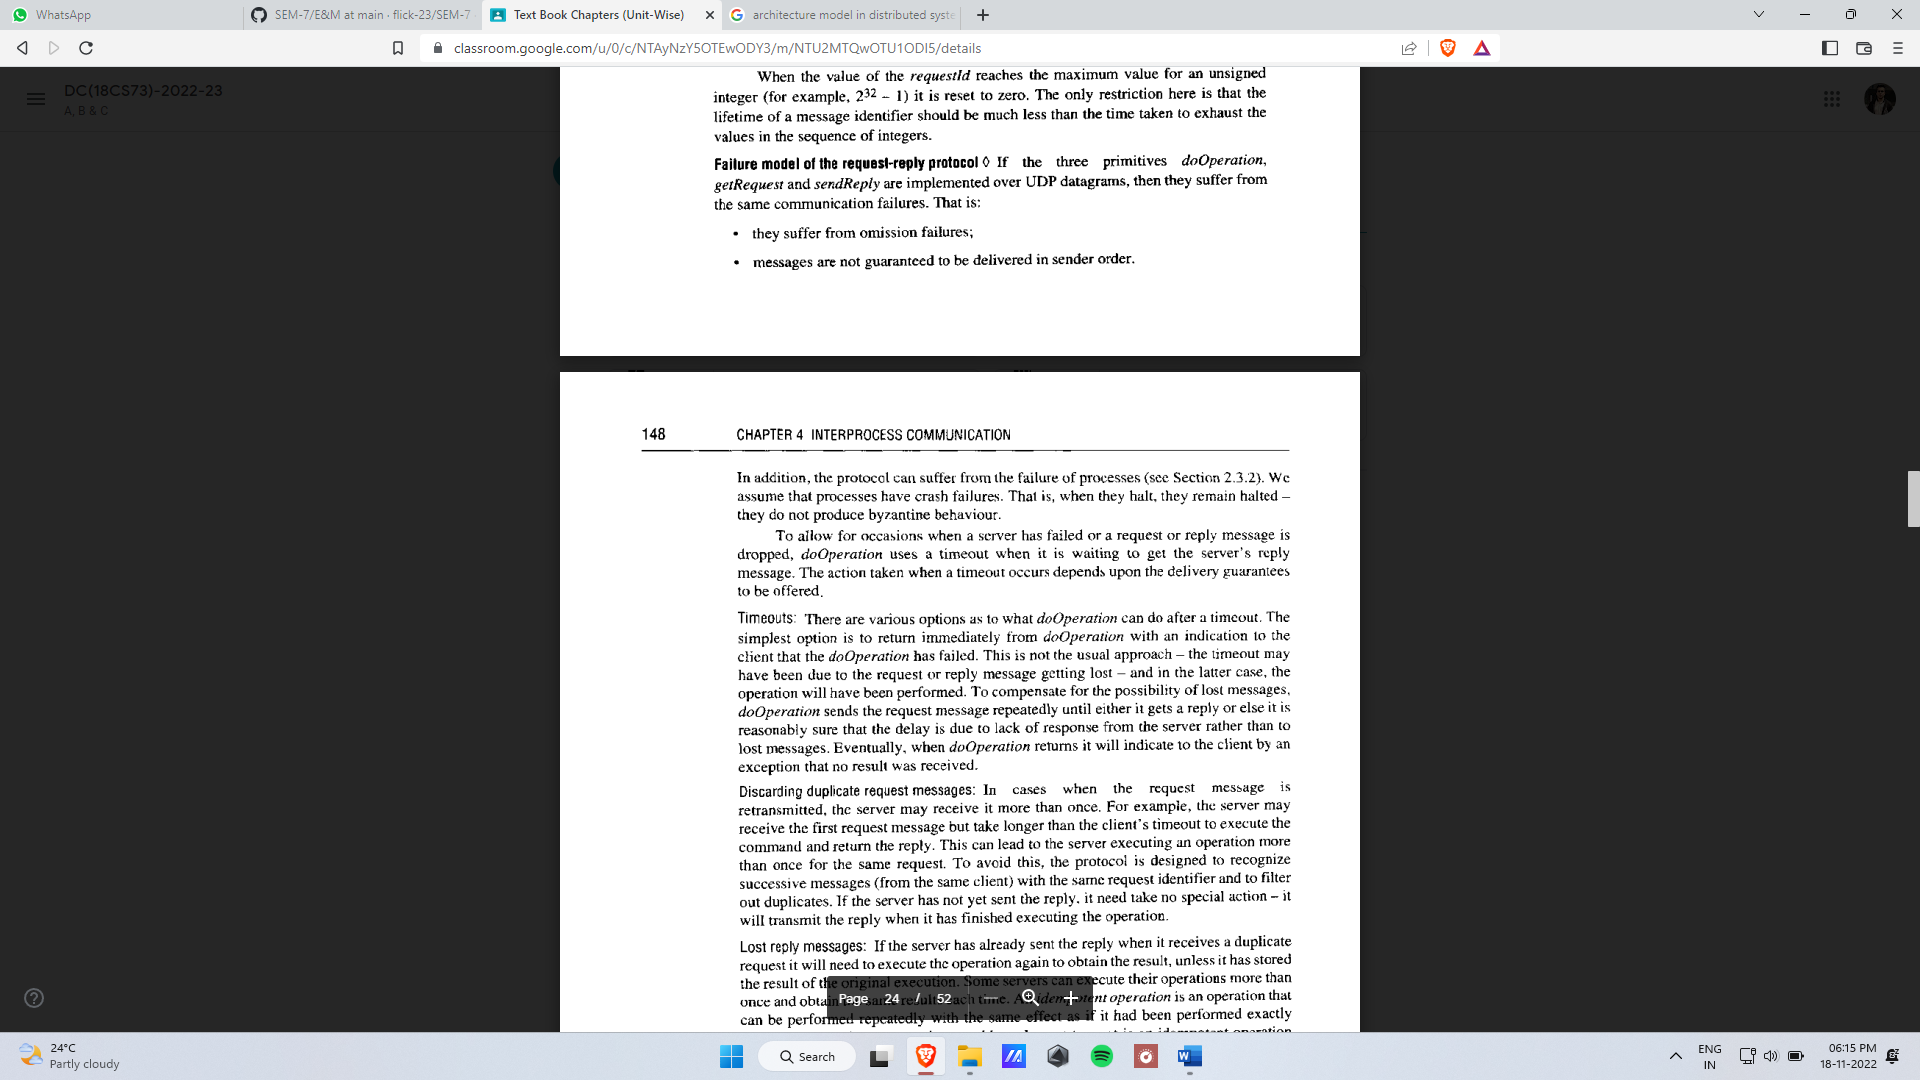 WhatsApp
SEM-7/E&M at main · flick-23/SEM-7
Text Book Chapters (Unit-Wise)
architecture model in distributed syste
classroom.google.com/u/0/c/NTAyNzY5OTEwODY3/m/NTU2MTQwOTU1ODI5/details
DC(18CS73)-2022-23
A, B & C
When the value of the requestId reaches the maximum value for an unsigned
integer (for example, 2³² – 1) it is reset to zero. The only restriction here is that the
lifetime of a message identifier should be much less than the time taken to exhaust the
values in the sequence of integers.
Failure model of the request-reply protocol ◊ If the three primitives doOperation,
getRequest and sendReply are implemented over UDP datagrams, then they suffer from
the same communication failures. That is:
• they suffer from omission failures;
• messages are not guaranteed to be delivered in sender order.
148 CHAPTER 4 INTERPROCESS COMMUNICATION
In addition, the protocol can suffer from the failure of processes (see Section 2.3.2). We
assume that processes have crash failures. That is, when they halt, they remain halted –
they do not produce byzantine behaviour.
To allow for occasions when a server has failed or a request or reply message is
dropped, doOperation uses a timeout when it is waiting to get the server's reply
message. The action taken when a timeout occurs depends upon the delivery guarantees
to be offered.
Timeouts: There are various options as to what doOperation can do after a timeout. The
simplest option is to return immediately from doOperation with an indication to the
client that the doOperation has failed. This is not the usual approach – the timeout may
have been due to the request or reply message getting lost – and in the latter case, the
operation will have been performed. To compensate for the possibility of lost messages,
doOperation sends the request message repeatedly until either it gets a reply or else it is
reasonably sure that the delay is due to lack of response from the server rather than to
lost messages. Eventually, when doOperation returns it will indicate to the client by an
exception that no result was received.
Discarding duplicate request messages: In cases when the request message is
retransmitted, the server may receive it more than once. For example, the server may
receive the first request message but take longer than the client's timeout to execute the
command and return the reply. This can lead to the server executing an operation more
than once for the same request. To avoid this, the protocol is designed to recognize
successive messages (from the same client) with the same request identifier and to filter
out duplicates. If the server has not yet sent the reply, it need take no special action – it
will transmit the reply when it has finished executing the operation.
Lost reply messages: If the server has already sent the reply when it receives a duplicate
request it will need to execute the operation again to obtain the result, unless it has stored
the result of the original execution. Some servers can execute their operations more than
once and obtain the same results each time. An idempotent operation is an operation that
can be performed repeatedly with the same effect as if it had been performed exactly
Page 24 / 52
24°C
Partly cloudy
Search
ENG
IN
06:15 PM
18-11-2022